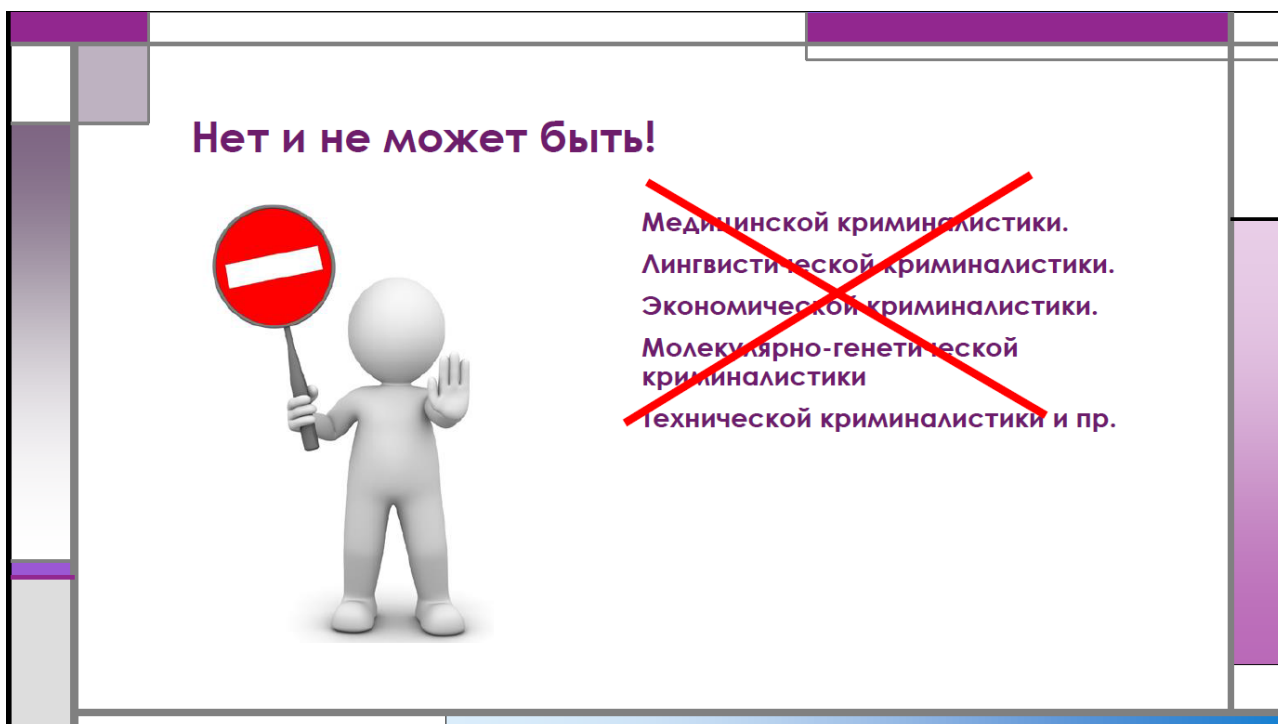 Нет и не может быть!
Медицинской криминалистики.
Лингвистической криминалистики.
Экономической криминалистики.
Молекулярно-генетической
криминалистики
Технической криминалистики и пр.